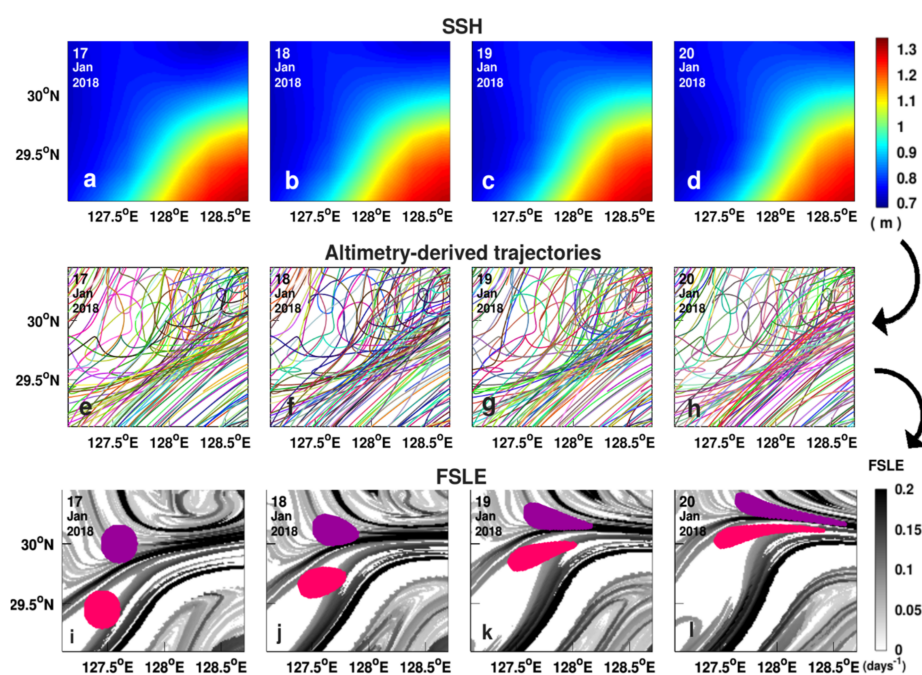 SSH
17 Jan 2018
18 Jan 2018
19 Jan 2018
20 Jan 2018
30°N
29.5°N
a
b
c
d
127.5°E 128°E 128.5°E
127.5°E 128°E 128.5°E
127.5°E 128°E 128.5°E
127.5°E 128°E 128.5°E
1.3
1.2
1.1
1
0.9
0.8
0.7
( m )
Altimetry-derived trajectories
17 Jan 2018
18 Jan 2018
19 Jan 2018
20 Jan 2018
30°N
29.5°N
e
f
g
h
127.5°E 128°E 128.5°E
127.5°E 128°E 128.5°E
127.5°E 128°E 128.5°E
127.5°E 128°E 128.5°E
FSLE
17 Jan 2018
18 Jan 2018
19 Jan 2018
20 Jan 2018
30°N
29.5°N
i
j
k
l
127.5°E 128°E 128.5°E
127.5°E 128°E 128.5°E
127.5°E 128°E 128.5°E
127.5°E 128°E 128.5°E
FSLE
0.2
0.15
0.1
0.05
0
(days⁻¹)